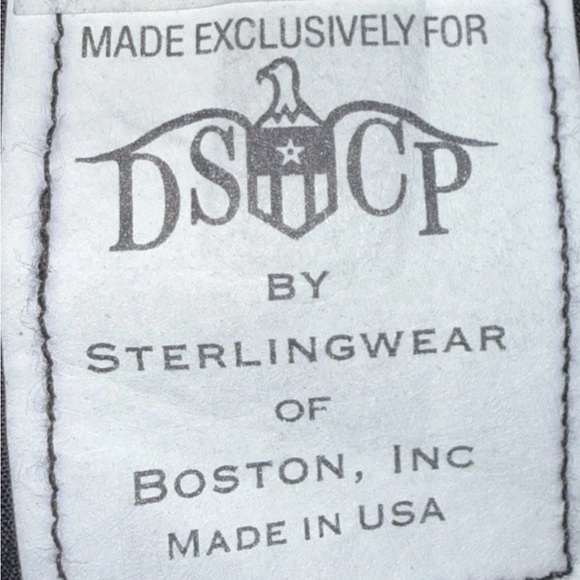 MADE EXCLUSIVELY FOR
DSCP
BY
STERLINGWEAR
OF
BOSTON, INC
MADE IN USA